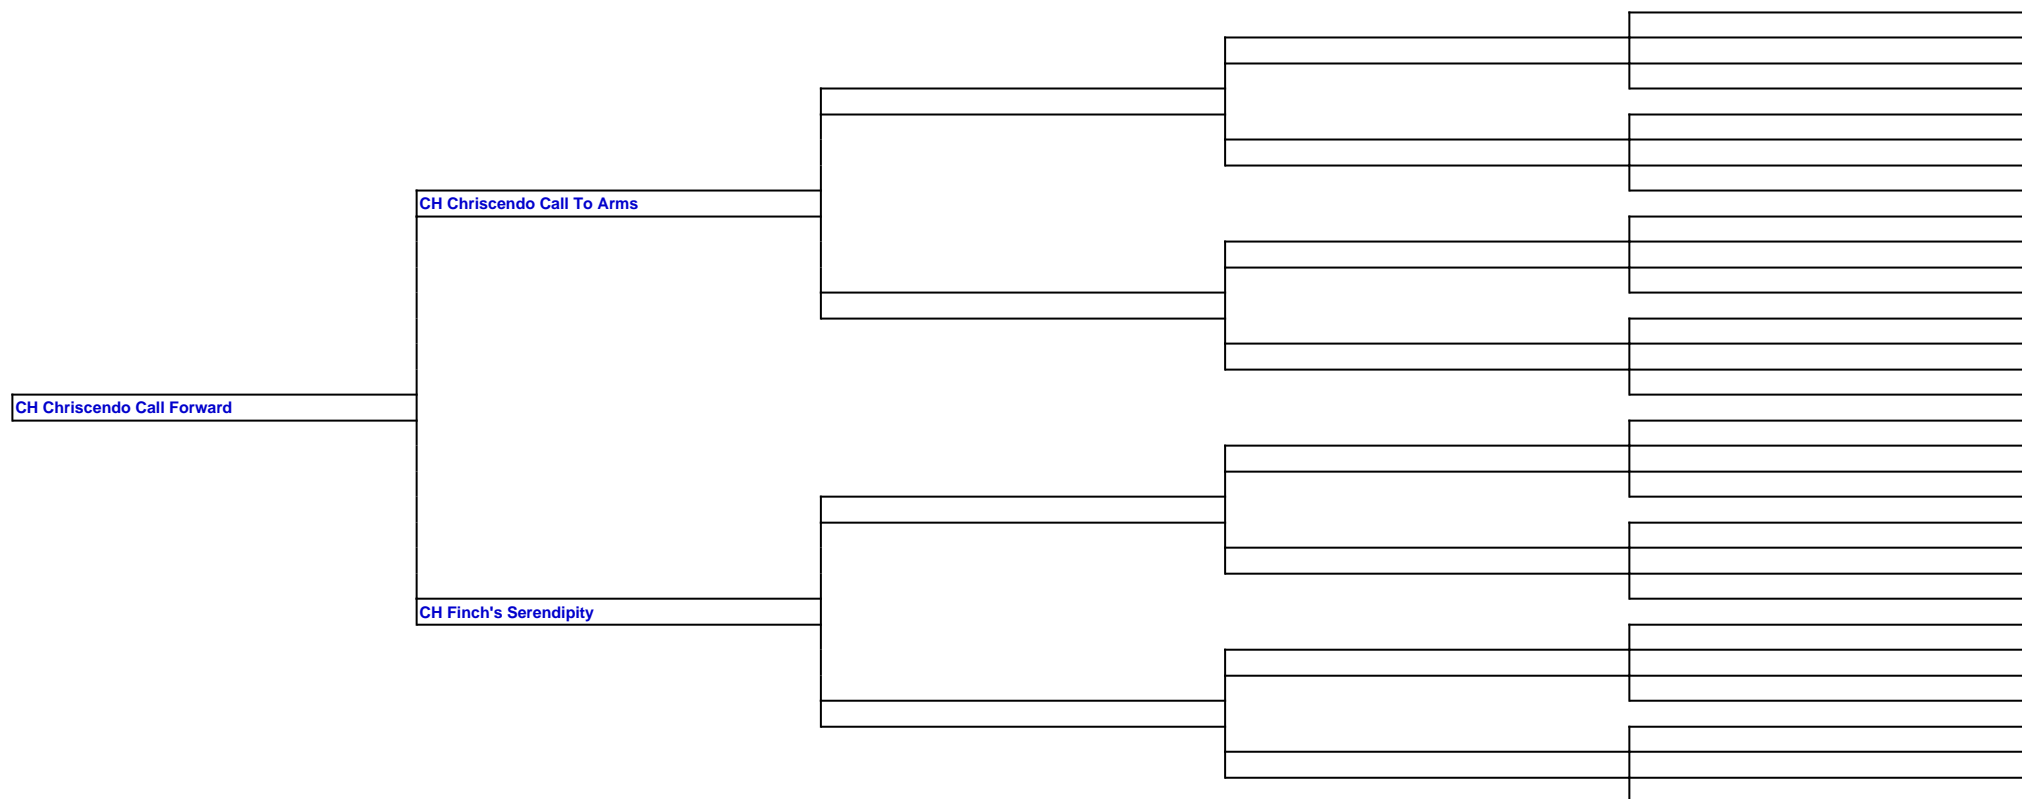 CH Chriscendo Call To Arms
CH Chriscendo Call Forward
CH Finch's Serendipity